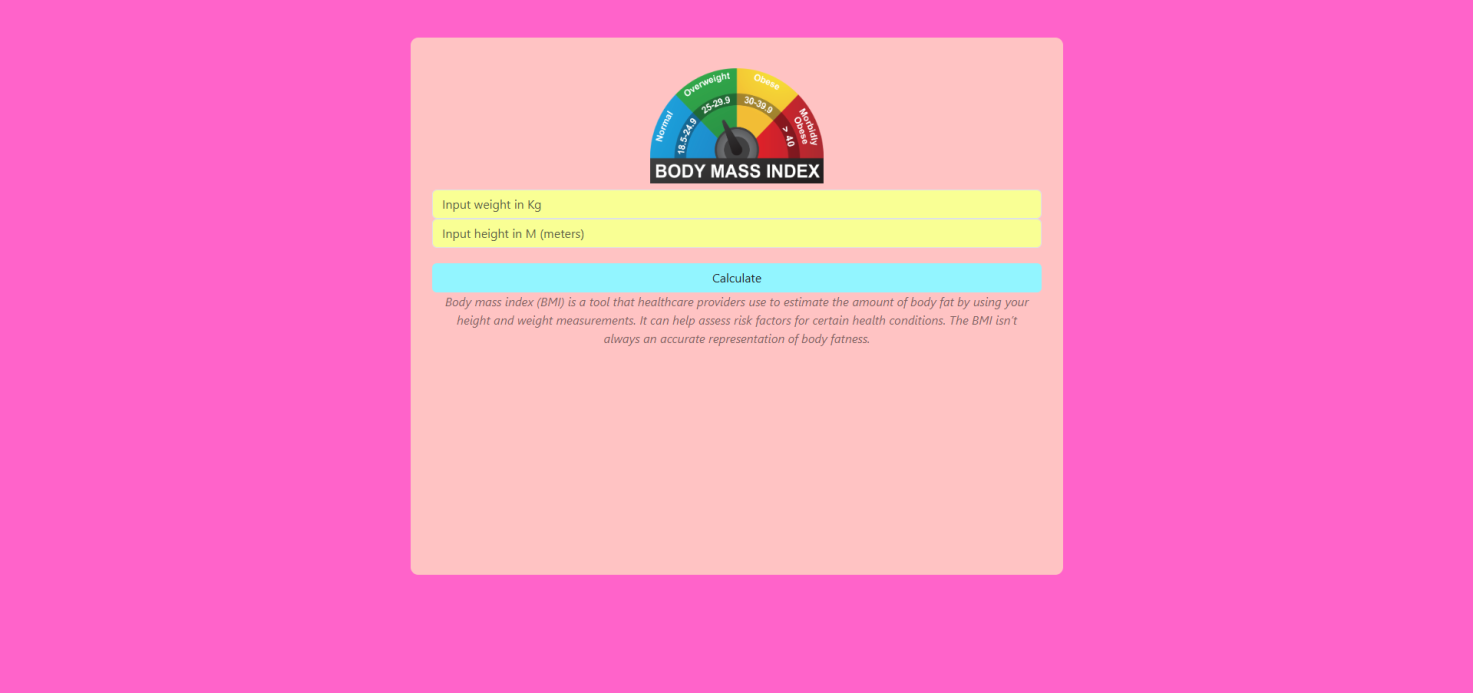 Normal
Overweight
Obese
Morbidly
Obese
18.5-24.9
25-29.9
30-39.9
> 40
BODY MASS INDEX
Input weight in Kg
Input height in M (meters)
Calculate
Body mass index (BMI) is a tool that healthcare providers use to estimate the amount of body fat by using your
height and weight measurements. It can help assess risk factors for certain health conditions. The BMI isn't
always an accurate representation of body fatness.